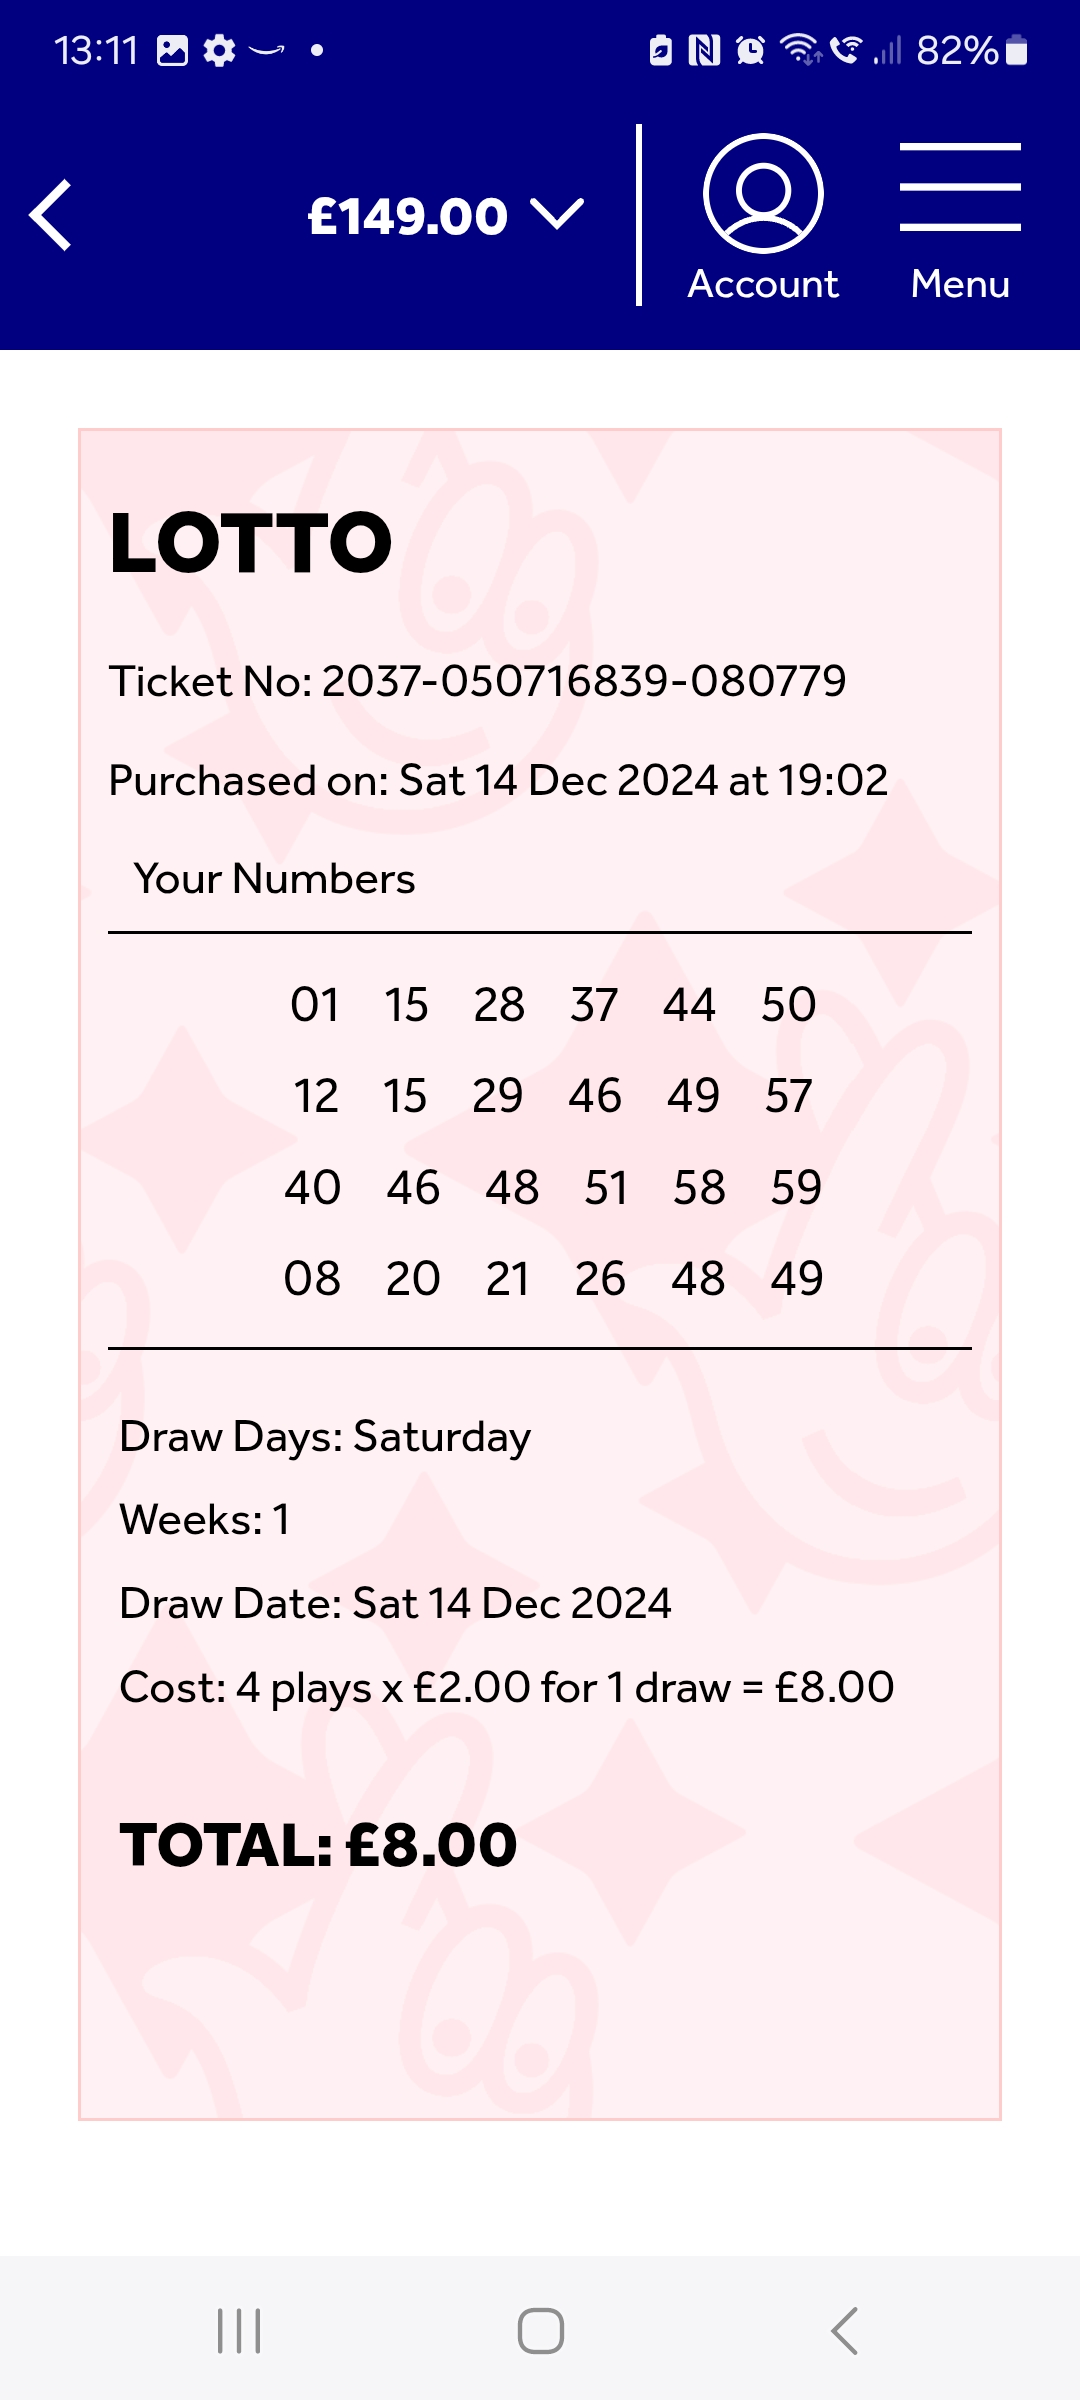 13:11 82%
£149.00
Account Menu
LOTTO
Ticket No: 2037-050716839-080779
Purchased on: Sat 14 Dec 2024 at 19:02
Your Numbers
01 15 28 37 44 50
12 15 29 46 49 57
40 46 48 51 58 59
08 20 21 26 48 49
Draw Days: Saturday
Weeks: 1
Draw Date: Sat 14 Dec 2024
Cost: 4 plays x £2.00 for 1 draw = £8.00
TOTAL: £8.00